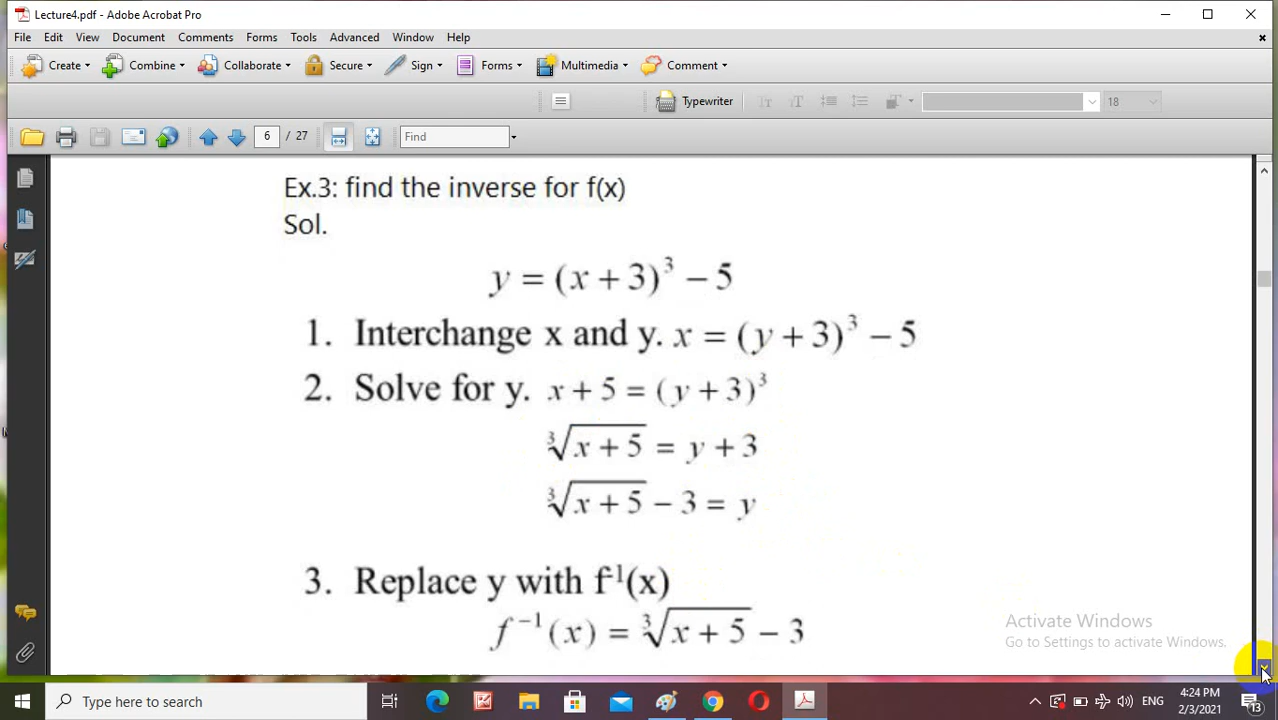 Lecture4.pdf - Adobe Acrobat Pro
File Edit View Document Comments Forms Tools Advanced Window Help
Create Combine Collaborate Secure Sign Forms Multimedia Comment
Typewriter 18
6 / 27 Find
Ex.3: find the inverse for f(x)
Sol.
y = (x + 3)³ − 5
1. Interchange x and y. x = (y + 3)³ − 5
2. Solve for y. x + 5 = (y + 3)³
∛(x + 5) = y + 3
∛(x + 5) − 3 = y
3. Replace y with f⁻¹(x)
f⁻¹(x) = ∛(x + 5) − 3
Activate Windows
Go to Settings to activate Windows.
Type here to search
ENG
4:24 PM
2/3/2021
13